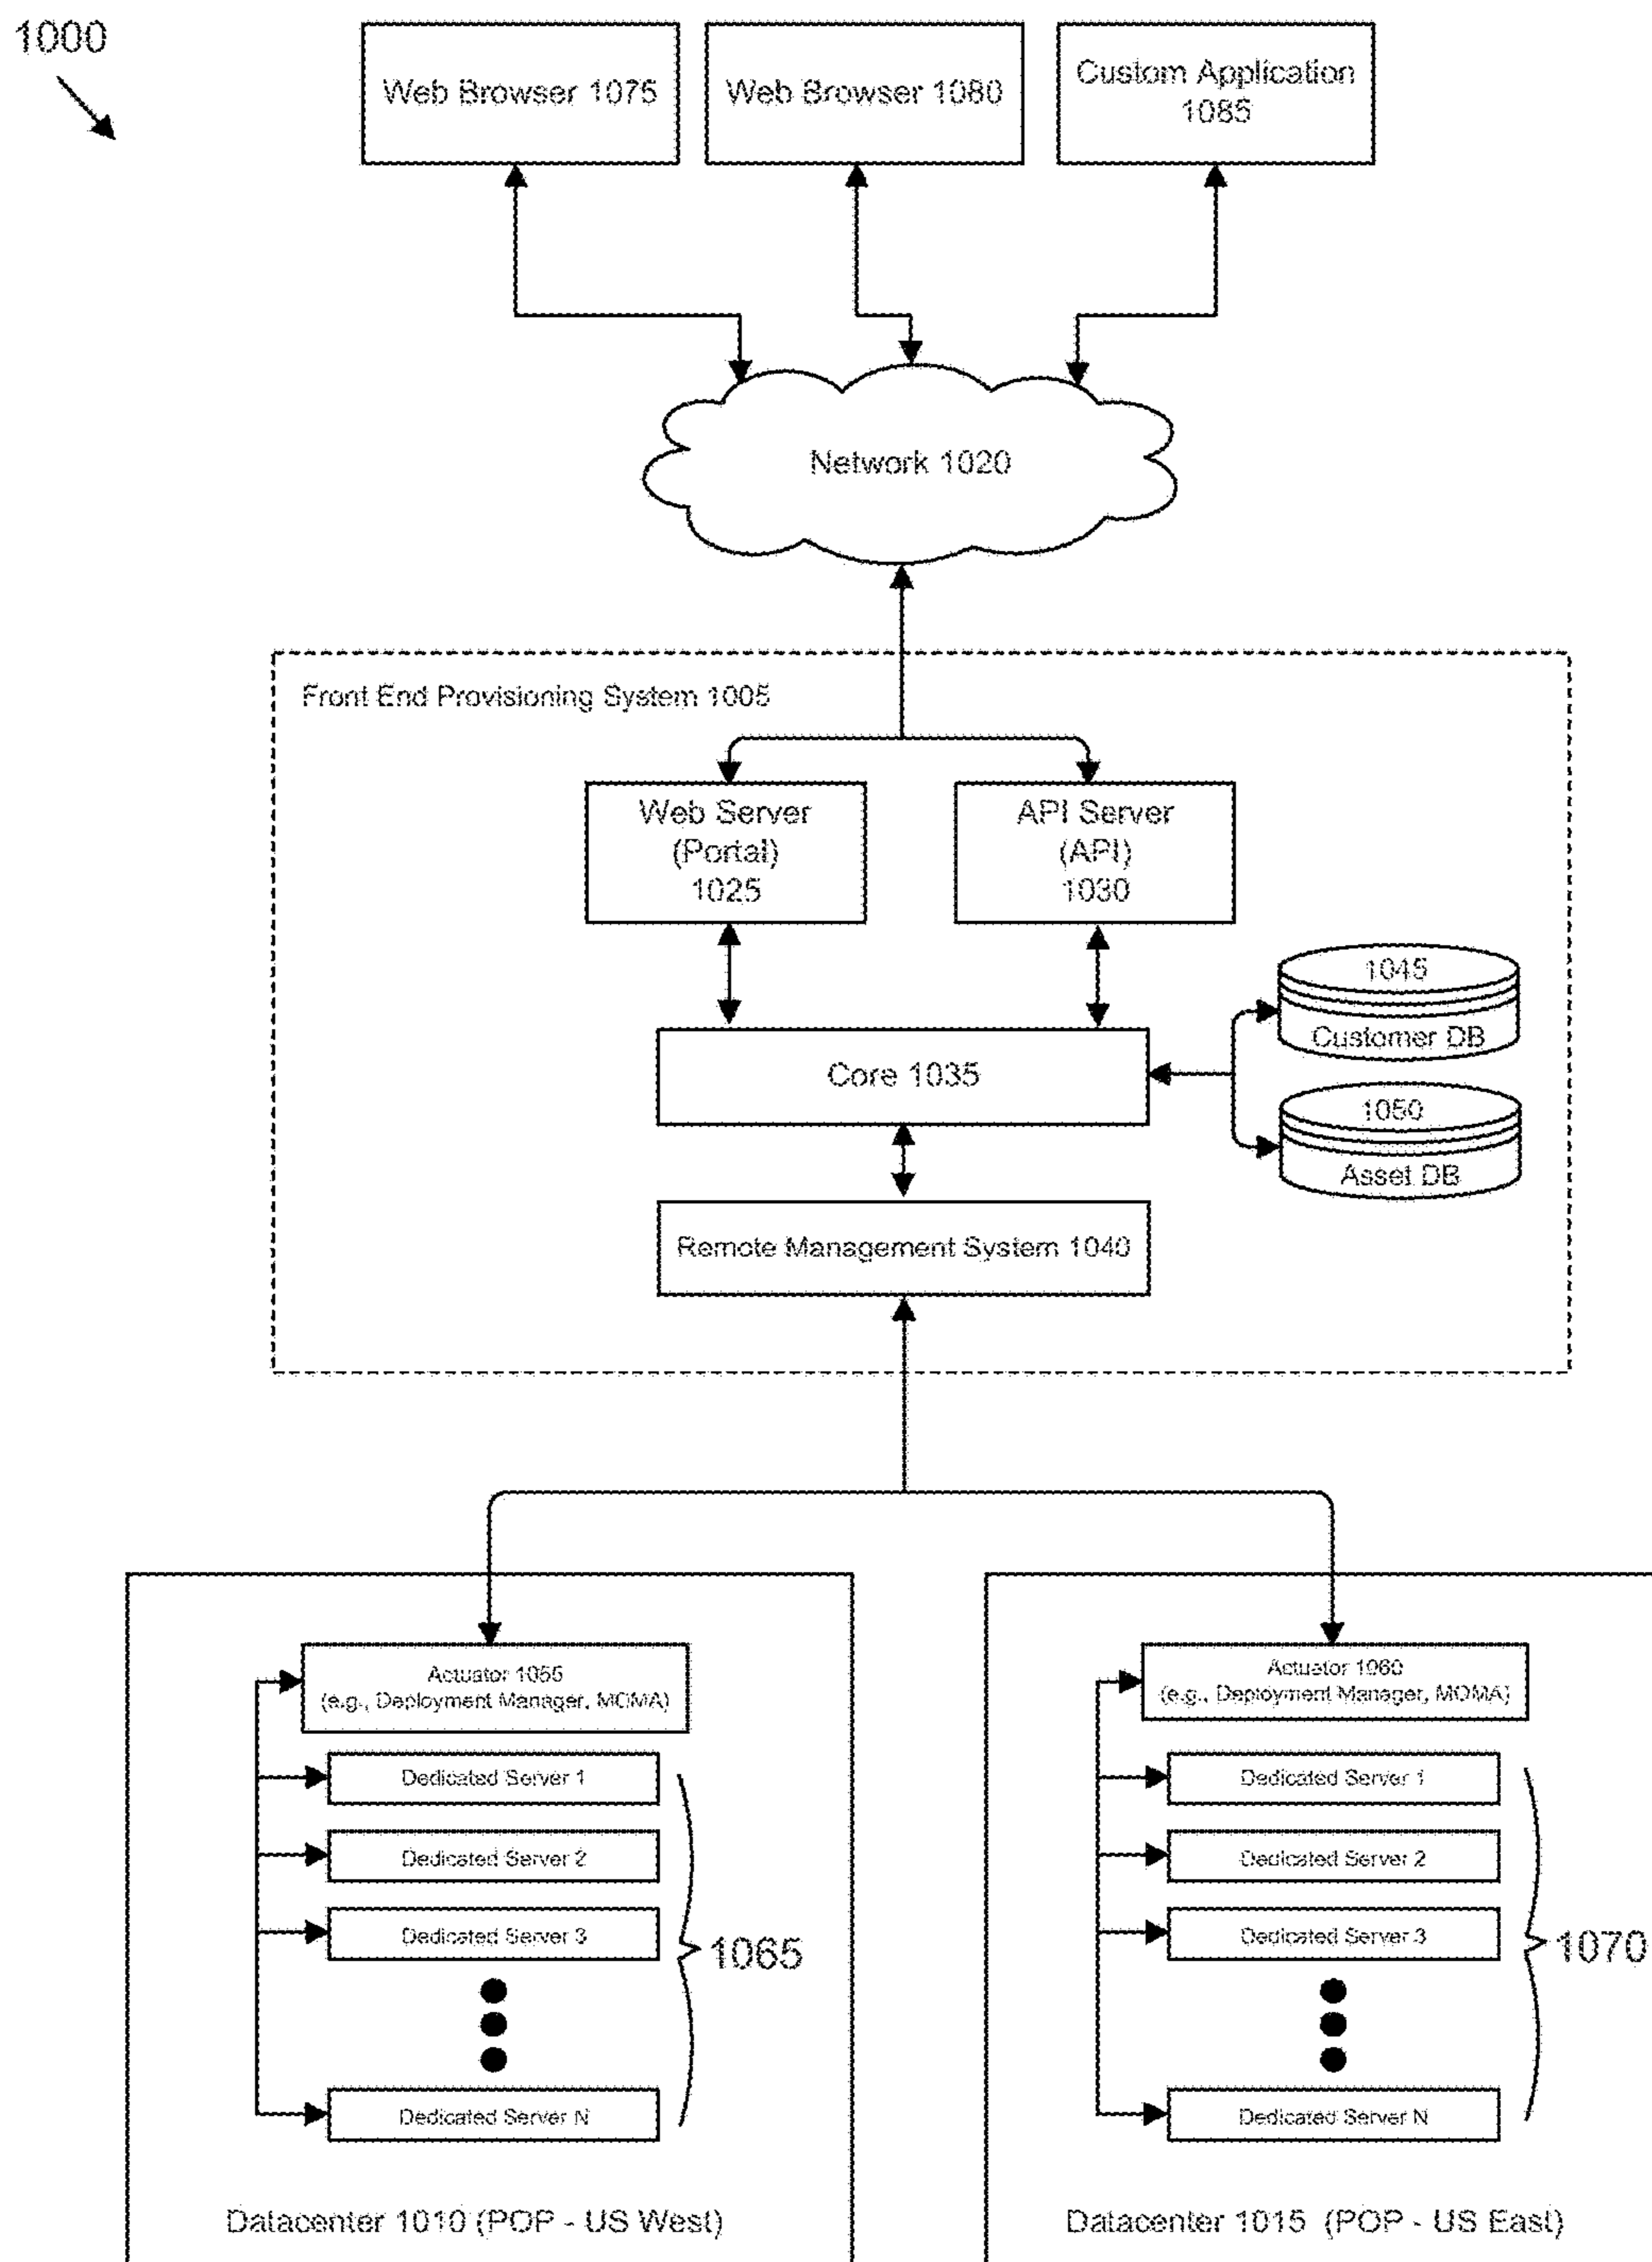 1000
Web Browser 1075
Web Browser 1080
Custom Application
1085
Network 1020
Front End Provisioning System 1005
Web Server
(Portal)
1025
API Server
(API)
1030
1045
Customer DB
Core 1035
1050
Asset DB
Remote Management System 1040
Actuator 1055
(e.g., Deployment Manager, MOMA)
Dedicated Server 1
Dedicated Server 2
Dedicated Server 3
1065
Dedicated Server N
Datacenter 1010 (POP - US West)
Actuator 1060
(e.g., Deployment Manager, MOMA)
Dedicated Server 1
Dedicated Server 2
Dedicated Server 3
1070
Dedicated Server N
Datacenter 1015 (POP - US East)